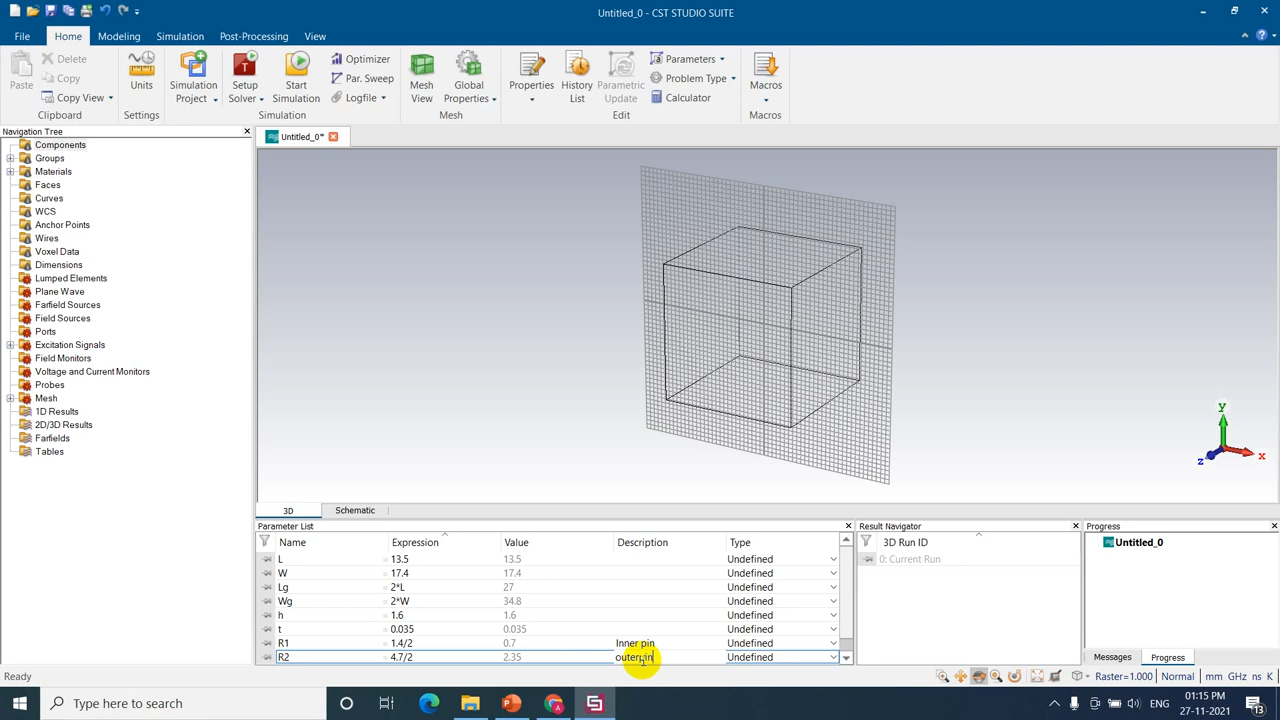 Untitled_0 - CST STUDIO SUITE
File Home Modeling Simulation Post-Processing View
Paste Delete Copy Copy View Clipboard
Units Settings
Simulation Project Setup Solver Start Simulation Optimizer Par. Sweep Logfile Simulation
Mesh View Global Properties Mesh
Properties History List Parametric Update Parameters Problem Type Calculator Edit
Macros Macros
Navigation Tree
Components
Groups
Materials
Faces
Curves
WCS
Anchor Points
Wires
Voxel Data
Dimensions
Lumped Elements
Plane Wave
Farfield Sources
Field Sources
Ports
Excitation Signals
Field Monitors
Voltage and Current Monitors
Probes
Mesh
1D Results
2D/3D Results
Farfields
Tables
Untitled_0*
y
x
z
3D Schematic
Parameter List
Name Expression Value Description Type
L = 13.5 13.5 Undefined
W = 17.4 17.4 Undefined
Lg = 2*L 27 Undefined
Wg = 2*W 34.8 Undefined
h = 1.6 1.6 Undefined
t = 0.035 0.035 Undefined
R1 = 1.4/2 0.7 Inner pin Undefined
R2 = 4.7/2 2.35 Undefined
Result Navigator
3D Run ID
0: Current Run
Progress
Untitled_0
Messages Progress
Ready
Raster=1.000 Normal mm GHz ns K
Type here to search
ENG
01:15 PM
27-11-2021